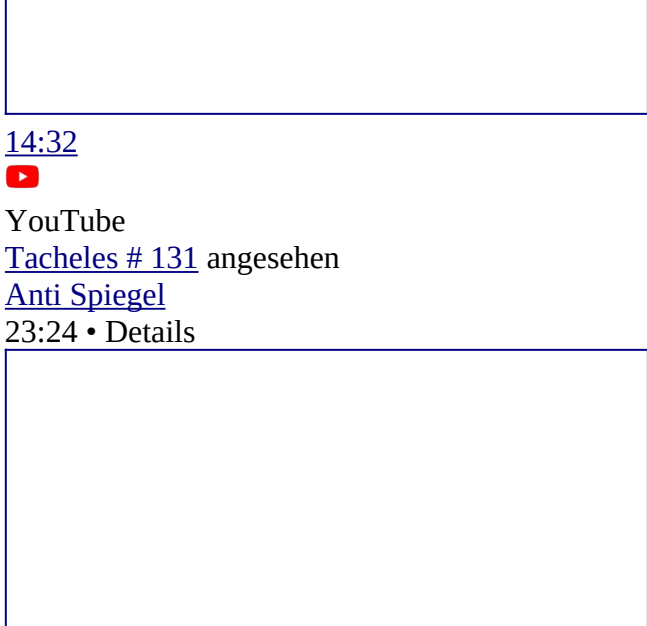 14:32
YouTube
Tacheles # 131 angesehen
Anti Spiegel
23:24 • Details